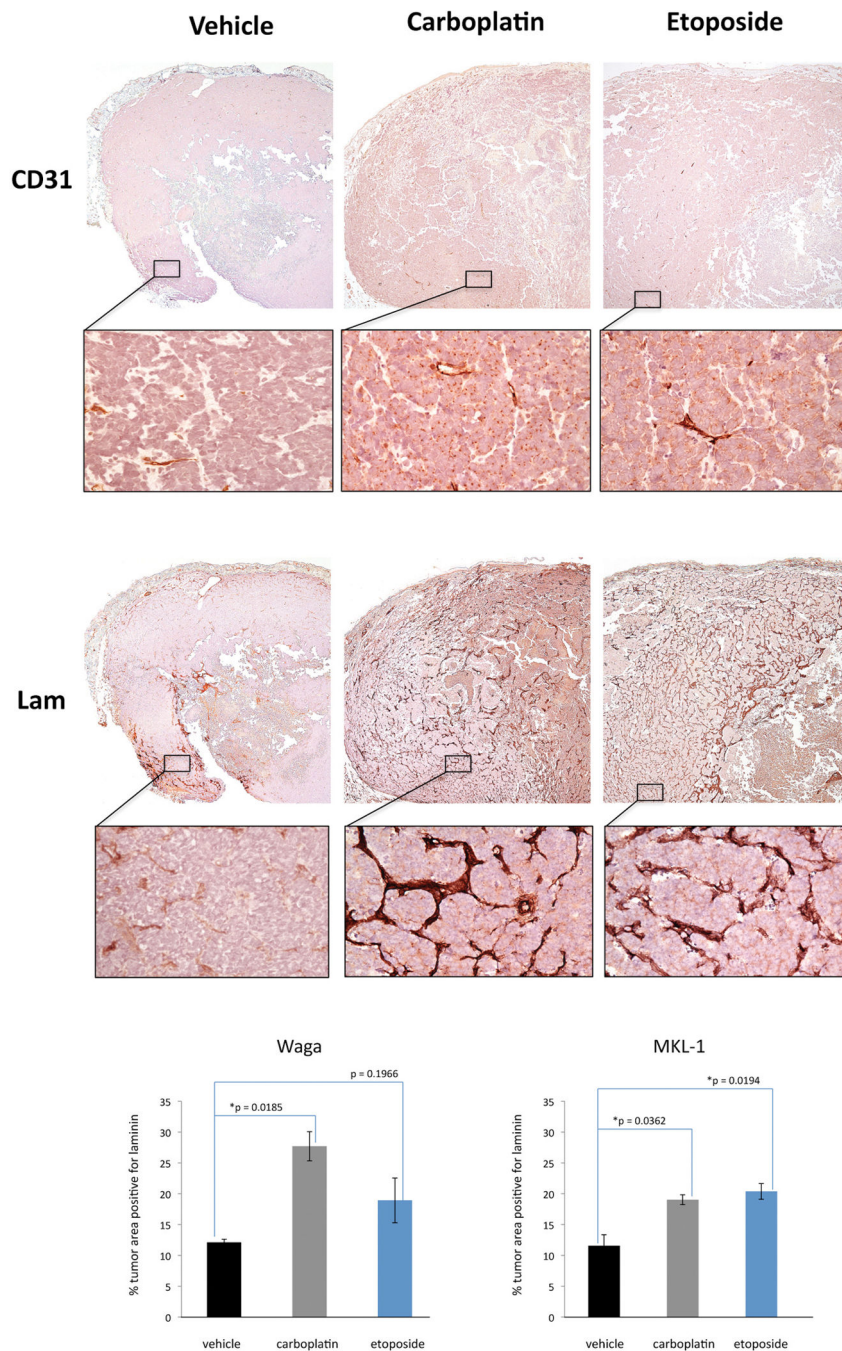 Vehicle Carboplatin Etoposide
CD31
Lam
Waga
p = 0.1966
*p = 0.0185
% tumor area positive for laminin
35
30
25
20
15
10
5
0
vehicle carboplatin etoposide
MKL-1
*p = 0.0194
*p = 0.0362
% tumor area positive for laminin
35
30
25
20
15
10
5
0
vehicle carboplatin etoposide